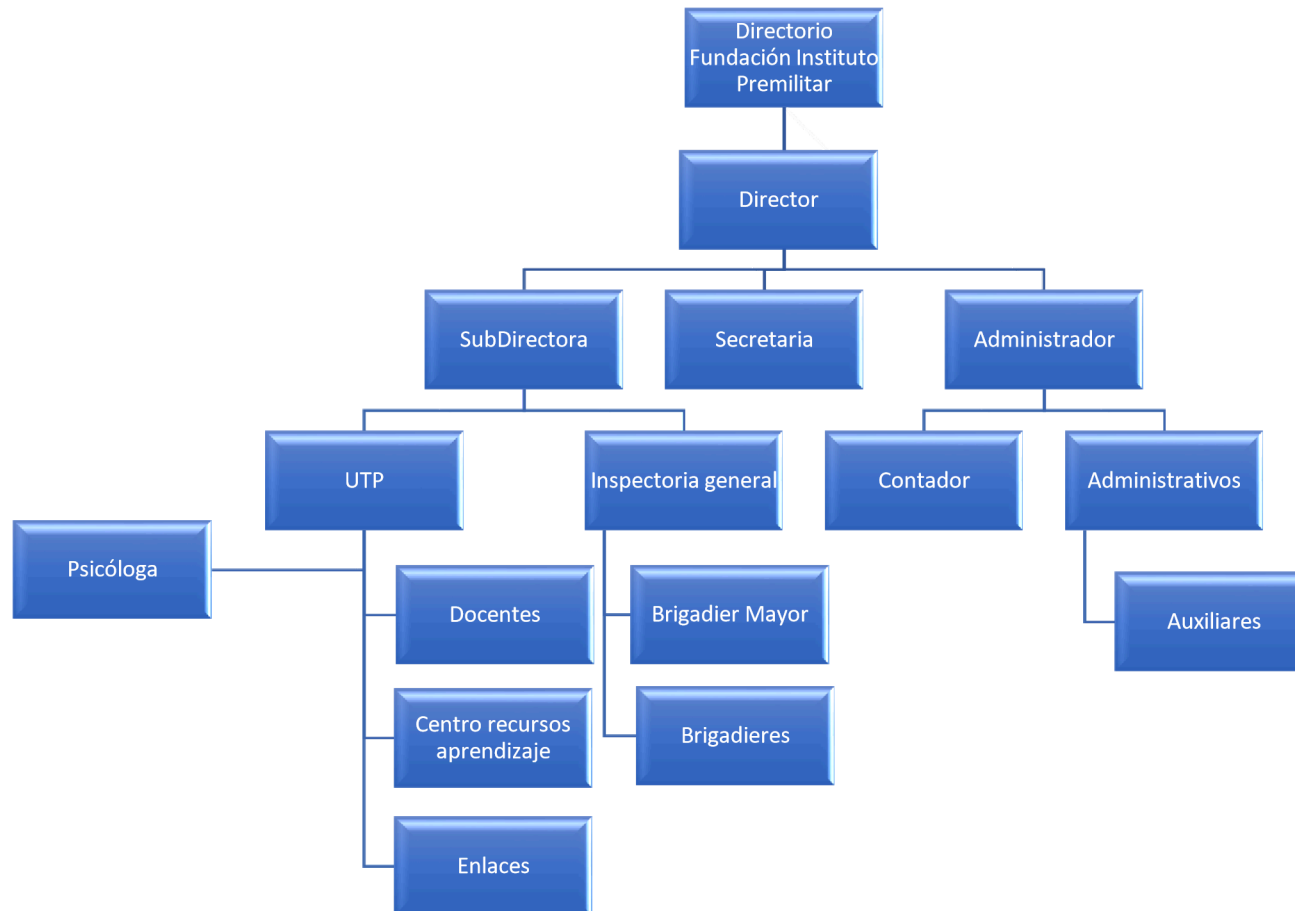 Directorio
Fundación Instituto
Premilitar
Director
SubDirectora
Secretaria
Administrador
UTP
Inspectoria general
Contador
Administrativos
Psicóloga
Docentes
Brigadier Mayor
Auxiliares
Centro recursos
aprendizaje
Brigadieres
Enlaces